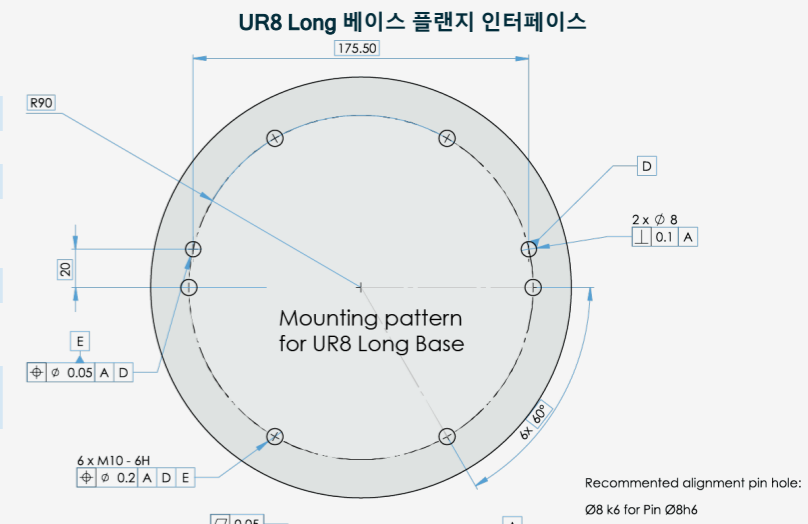 UR8 Long 베이스 플랜지 인터페이스
175.50
R90
D
2 x Ø 8
⊥ 0.1 A
20
Mounting pattern
for UR8 Long Base
E
⌖ ø 0.05 A D
6x 60°
6 x M10 - 6H
⌖ ø 0.2 A D E
Recommented alignment pin hole:
Ø8 k6 for Pin Ø8h6
⏥ 0.05
A